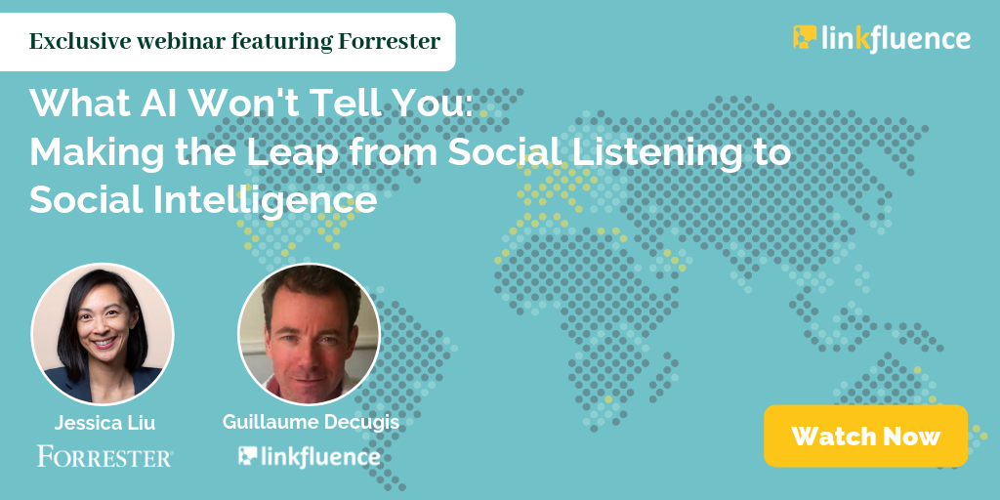 Exclusive webinar featuring Forrester
linkfluence
What AI Won't Tell You:
Making the Leap from Social Listening to
Social Intelligence
Jessica Liu
Guillaume Decugis
FORRESTER®
linkfluence
Watch Now